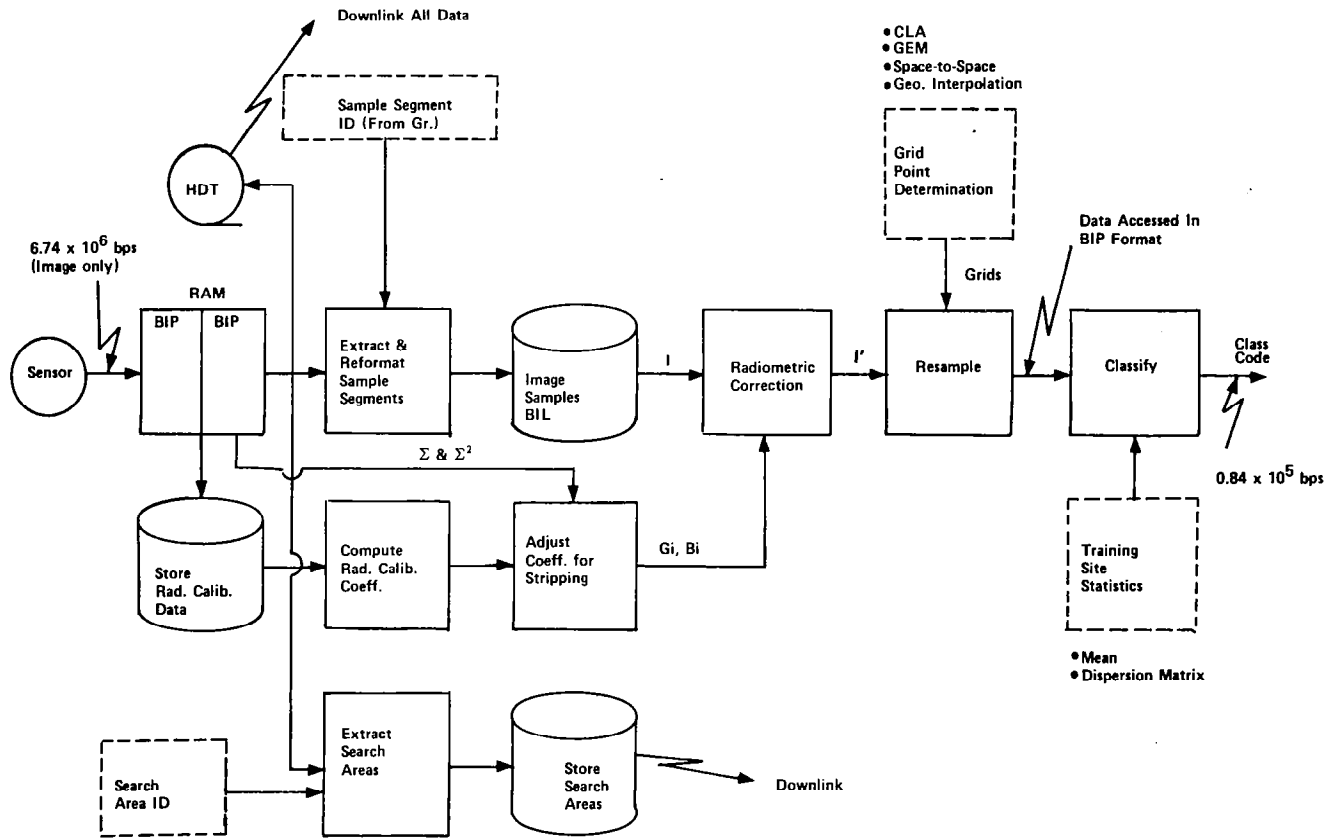 Downlink All Data
• CLA
• GEM
• Space-to-Space
• Geo. Interpolation
Sample Segment
ID (From Gr.)
HDT
Grid
Point
Determination
Data Accessed In
BIP Format
6.74 x 10⁶ bps
(Image only)
Grids
RAM
BIP
BIP
Sensor
Extract &
Reformat
Sample
Segments
Image
Samples
BIL
I
Radiometric
Correction
I'
Resample
Classify
Class
Code
Σ & Σ²
0.84 x 10⁵ bps
Store
Rad. Calib.
Data
Compute
Rad. Calib.
Coeff.
Adjust
Coeff. for
Stripping
Gi, Bi
Training
Site
Statistics
• Mean
• Dispersion Matrix
Search
Area ID
Extract
Search
Areas
Store
Search
Areas
Downlink